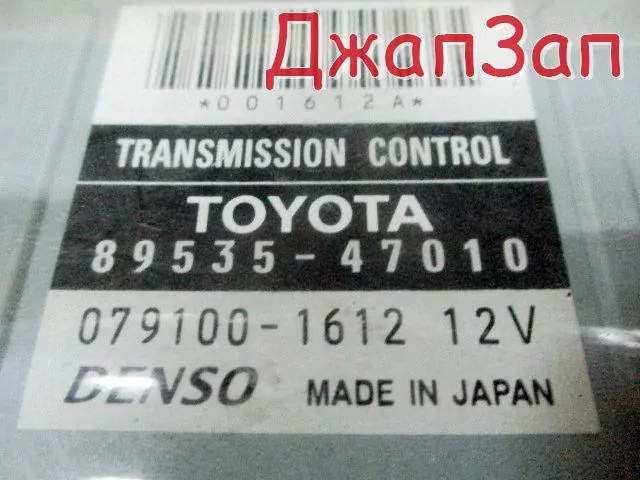 ДжапЗап
*001612A*
TRANSMISSION CONTROL
TOYOTA
89535-47010
079100-1612 12V
DENSO MADE IN JAPAN